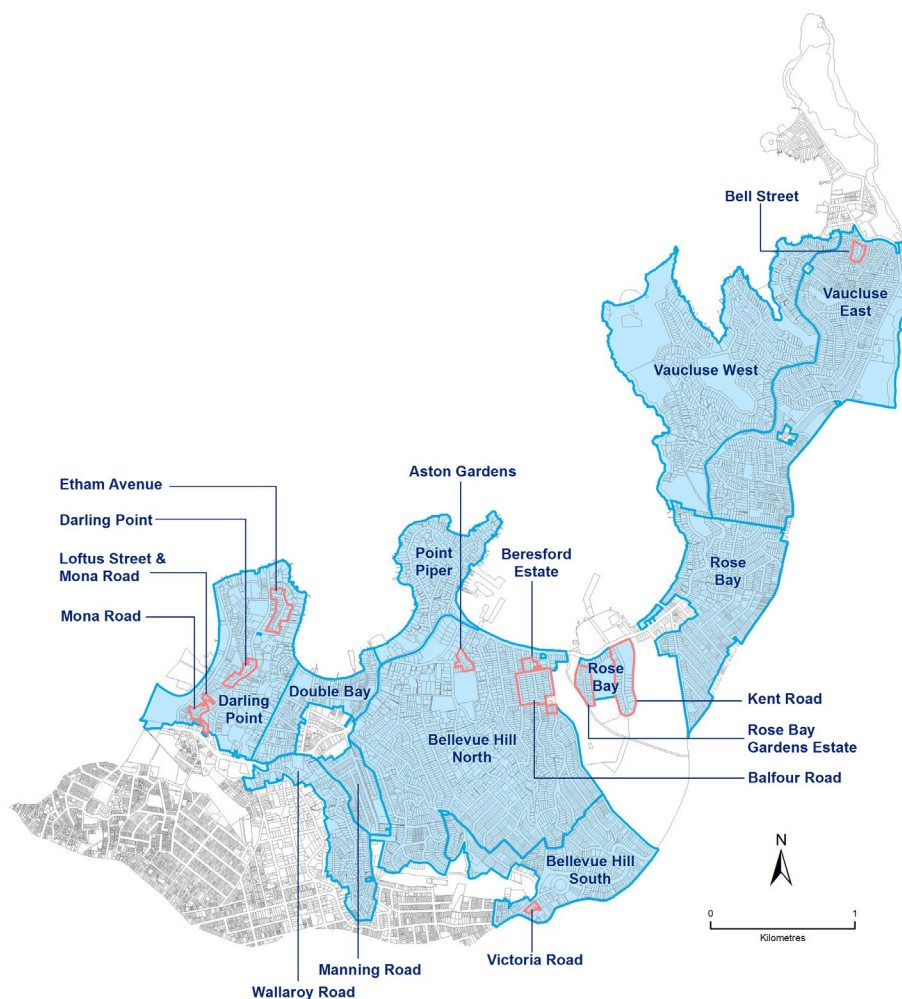 Bell Street
Vaucluse
East
Vaucluse West
Aston Gardens
Etham Avenue
Darling Point
Loftus Street &
Mona Road
Mona Road
Point
Piper
Beresford
Estate
Rose
Bay
Rose
Bay
Double Bay
Darling
Point
Kent Road
Rose Bay
Gardens Estate
Bellevue Hill
North
Balfour Road
Bellevue Hill
South
N
0 1
Kilometres
Victoria Road
Manning Road
Wallaroy Road